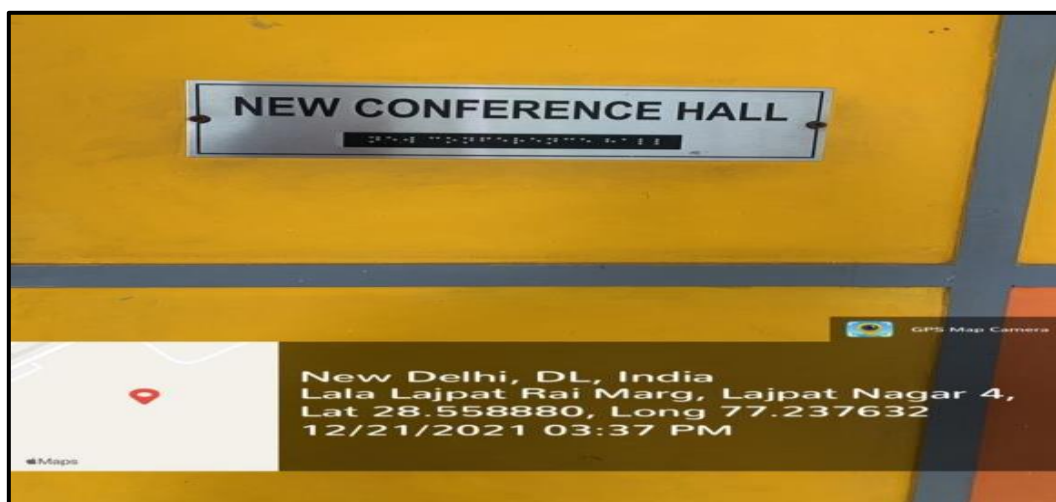 NEW CONFERENCE HALL
GPS Map Camera
New Delhi, DL, India
Lala Lajpat Rai Marg, Lajpat Nagar 4,
Lat 28.558880, Long 77.237632
12/21/2021 03:37 PM
Maps